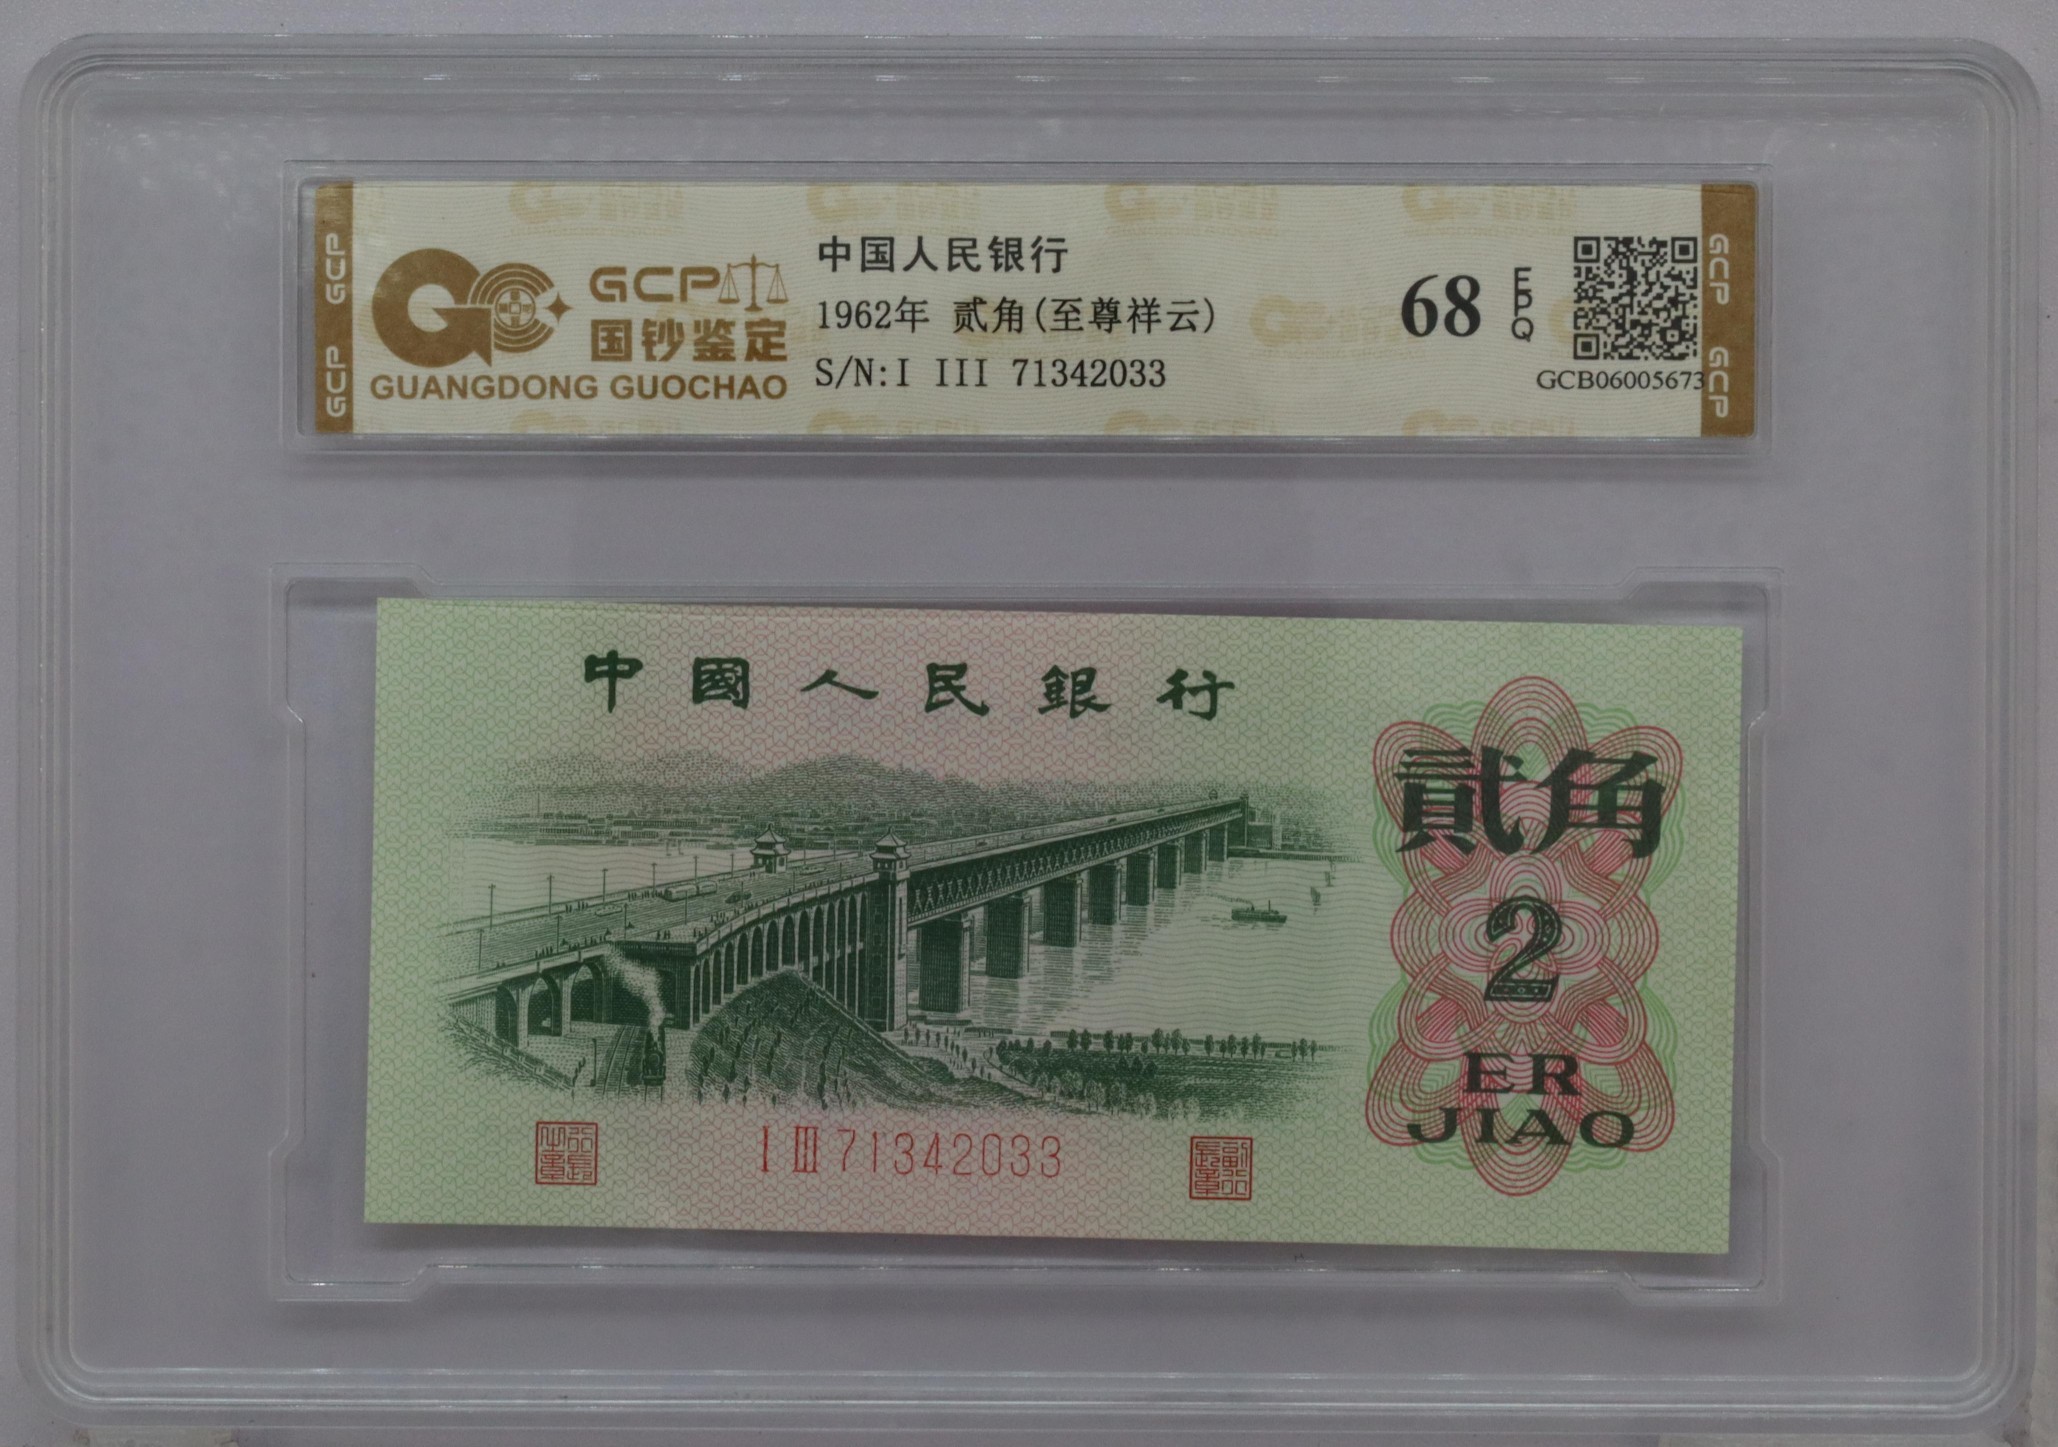 GCP GCP
GCP
国钞鉴定
GUANGDONG GUOCHAO
中国人民银行
1962年 贰角(至尊祥云)
S/N:I III 71342033
68 EPQ
GCB06005673
GCP GCP
中國人民銀行
貳角
2
ER
JIAO
I III 71342033